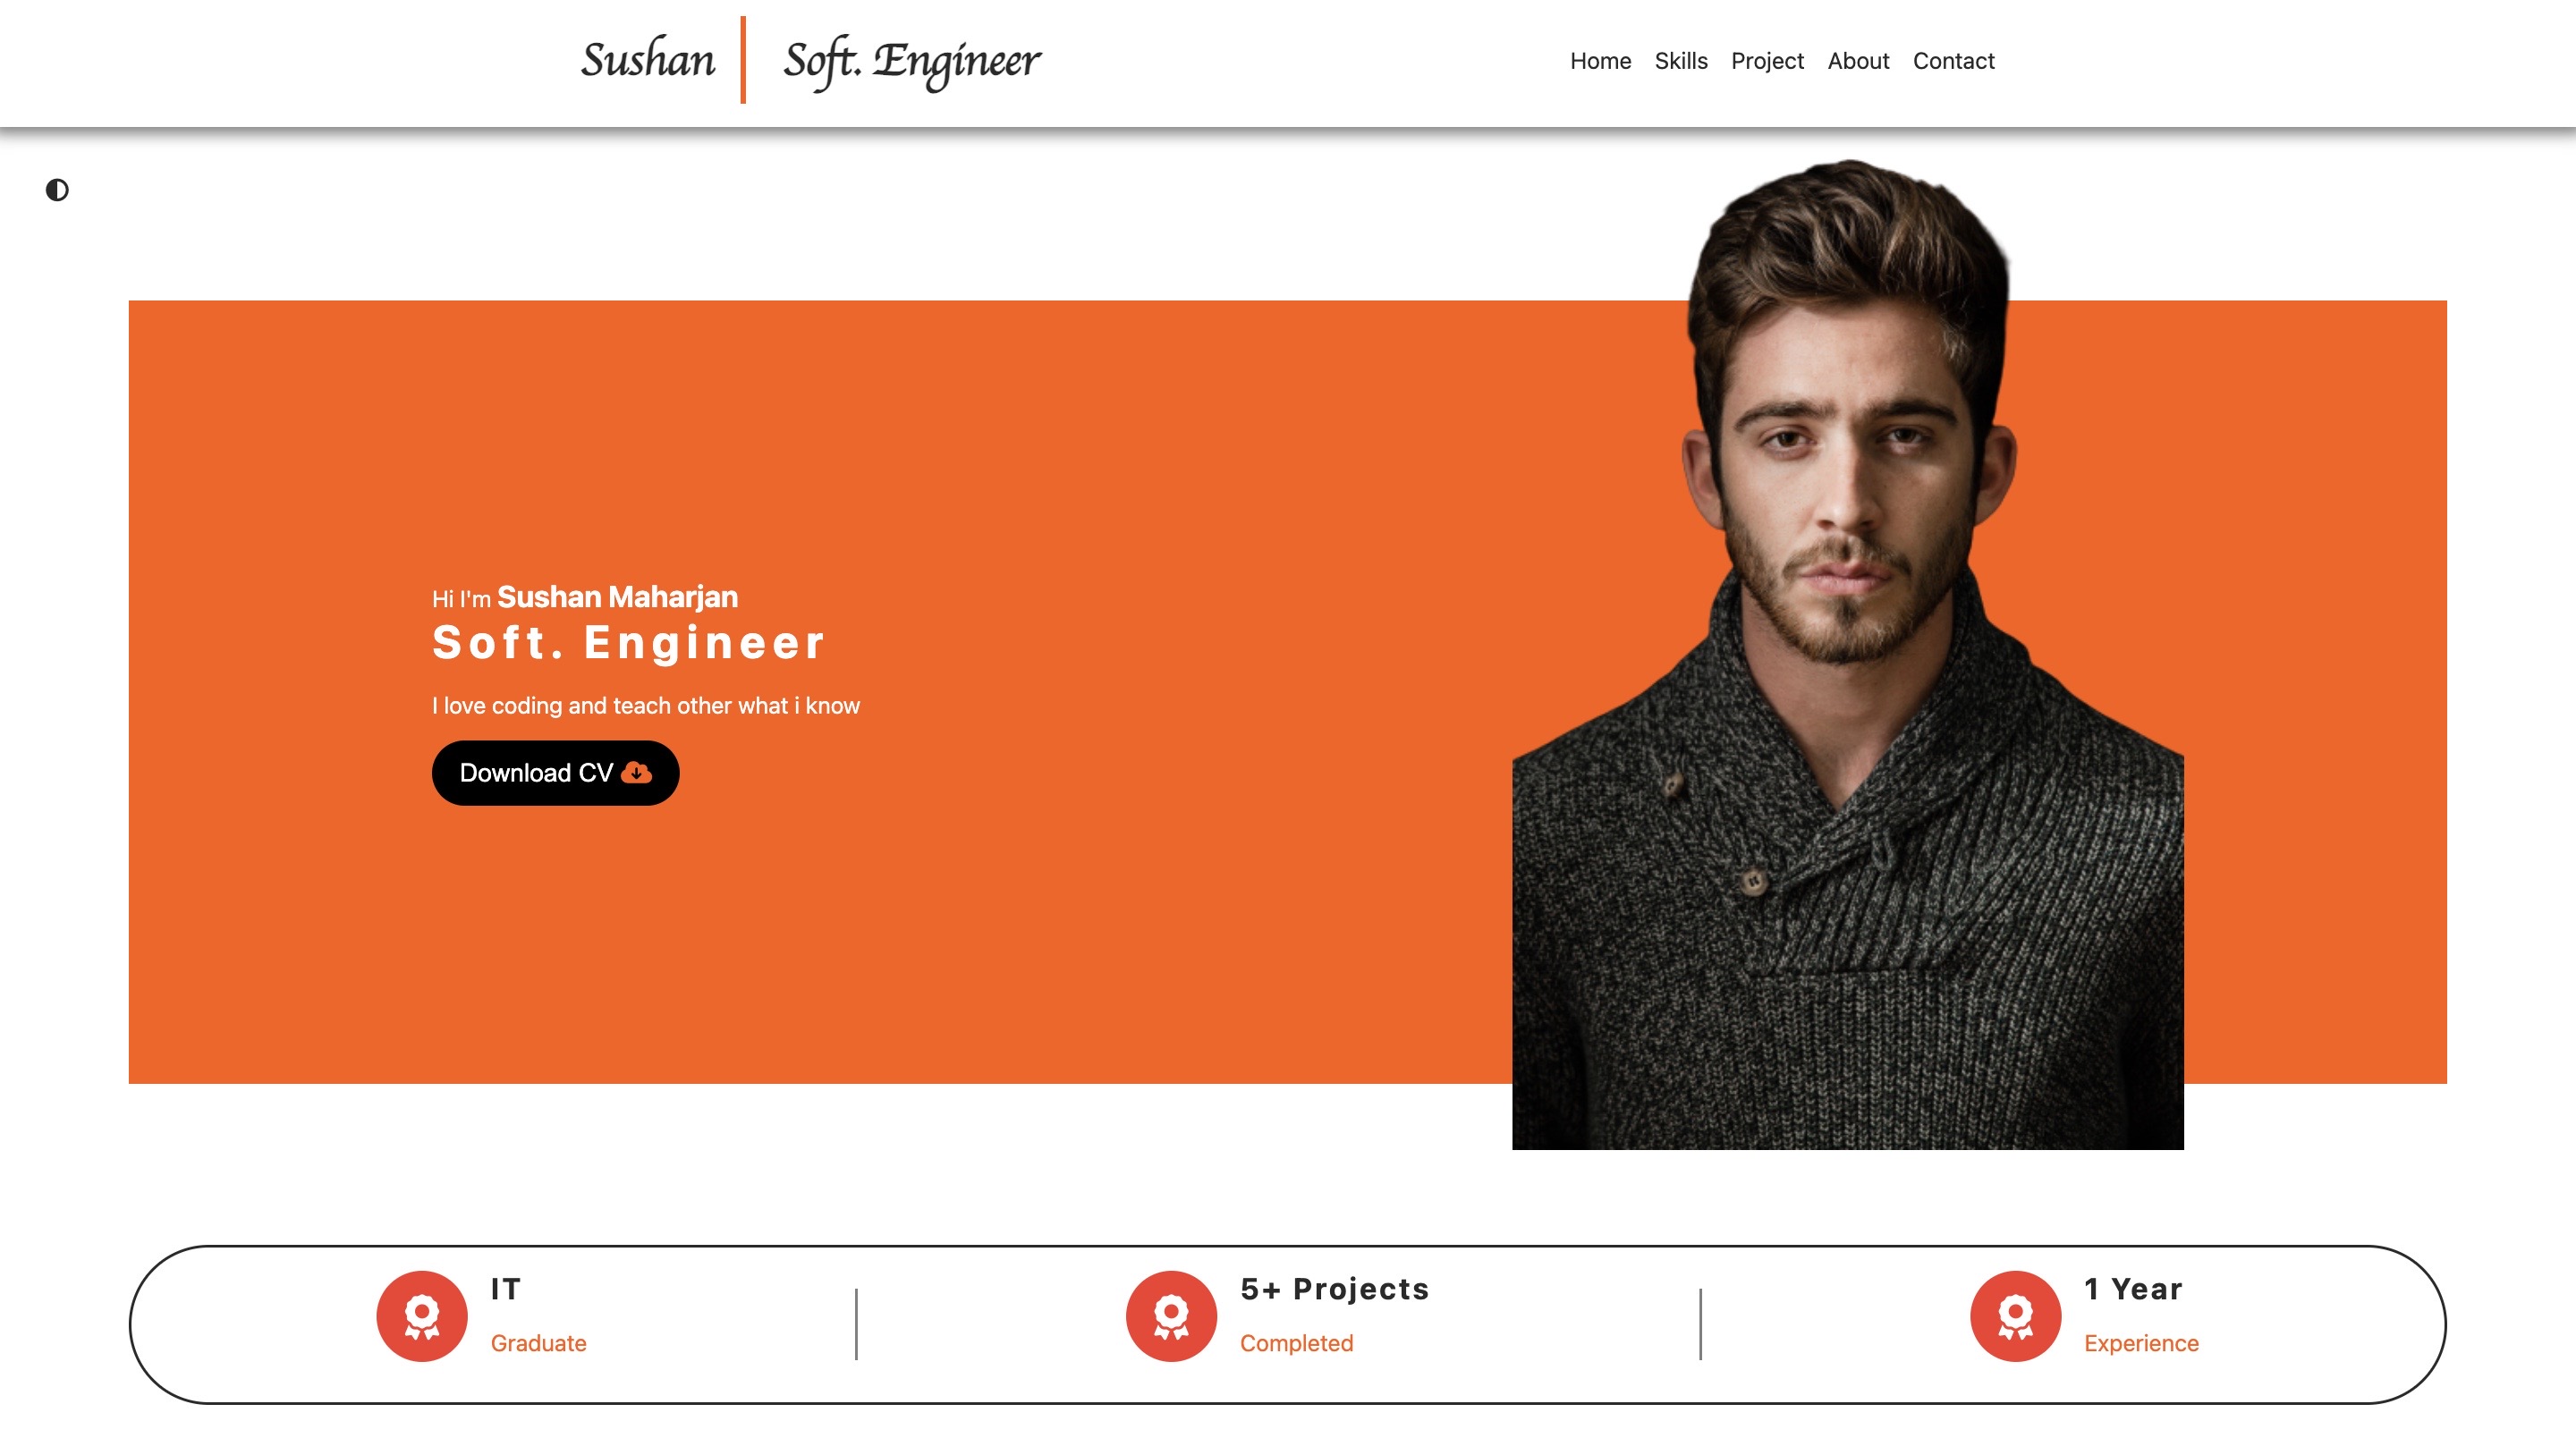 Sushan Soft. Engineer
Home Skills Project About Contact
Hi I'm Sushan Maharjan
Soft. Engineer
I love coding and teach other what i know
Download CV
IT
Graduate
5+ Projects
Completed
1 Year
Experience